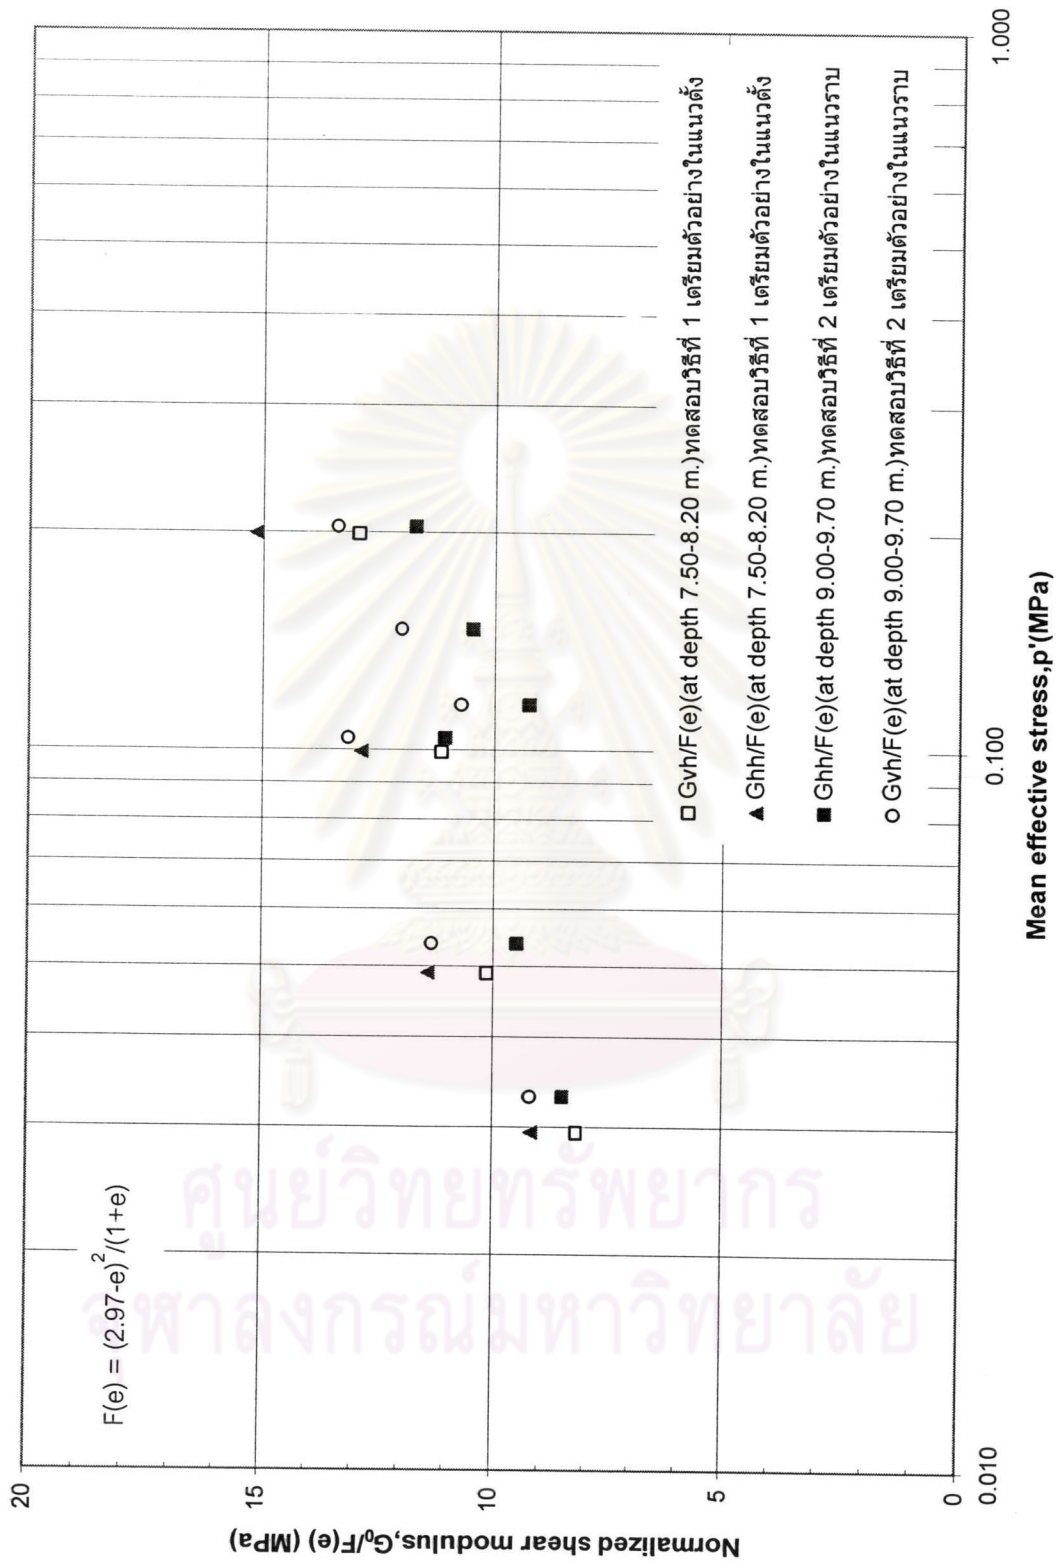 20
15
10
5
0
Normalized shear modulus,G₀/F(e) (MPa)
F(e) = (2.97-e)²/(1+e)
□ Gvh/F(e)(at depth 7.50-8.20 m.)ทดสอบวิธีที่ 1 เตรียมตัวอย่างในแนวตั้ง
▲ Ghh/F(e)(at depth 7.50-8.20 m.)ทดสอบวิธีที่ 1 เตรียมตัวอย่างในแนวตั้ง
■ Ghh/F(e)(at depth 9.00-9.70 m.)ทดสอบวิธีที่ 2 เตรียมตัวอย่างในแนวราบ
○ Gvh/F(e)(at depth 9.00-9.70 m.)ทดสอบวิธีที่ 2 เตรียมตัวอย่างในแนวราบ
0.010
0.100
1.000
Mean effective stress,p'(MPa)
ศูนย์วิทยทรัพยากร
จุฬาลงกรณ์มหาวิทยาลัย